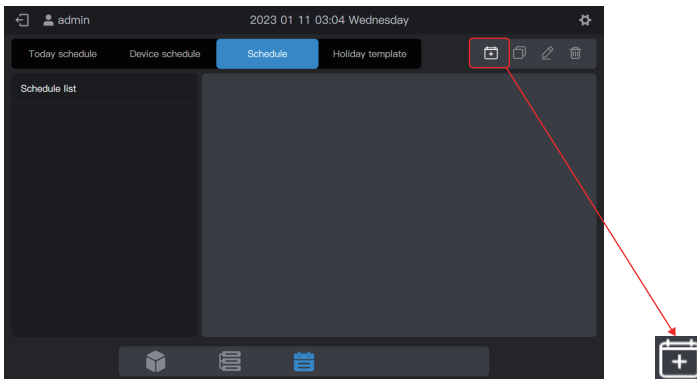 admin
2023 01 11 03:04 Wednesday
Today schedule
Device schedule
Schedule
Holiday template
Schedule list